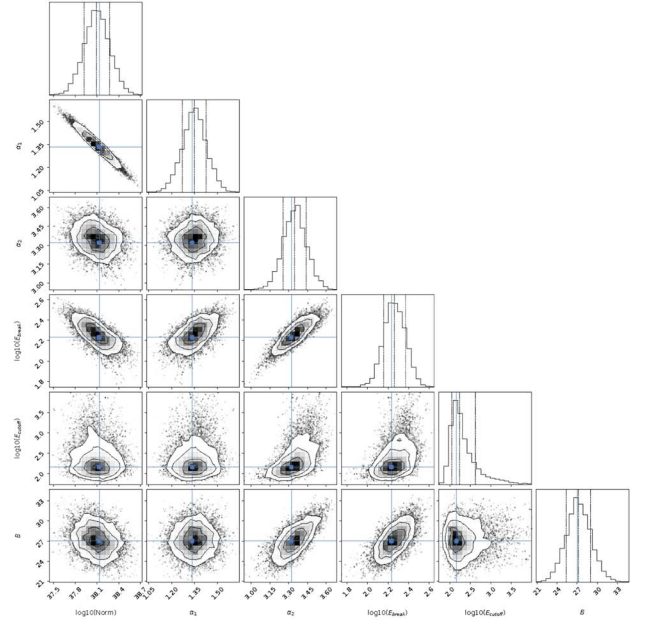 α1
1.50
1.35
1.20
1.05
α2
3.60
3.45
3.30
3.15
3.00
log10(Ebreak)
2.6
2.4
2.2
2.0
1.8
log10(Ecutoff)
3.5
3.0
2.5
2.0
B
33
30
27
24
21
37.5 37.8 38.1 38.4 38.7
1.05 1.20 1.35 1.50
3.00 3.15 3.30 3.45 3.60
1.8 2.0 2.2 2.4 2.6
2.0 2.5 3.0 3.5
21 24 27 30 33
log10(Norm) α1 α2 log10(Ebreak) log10(Ecutoff) B